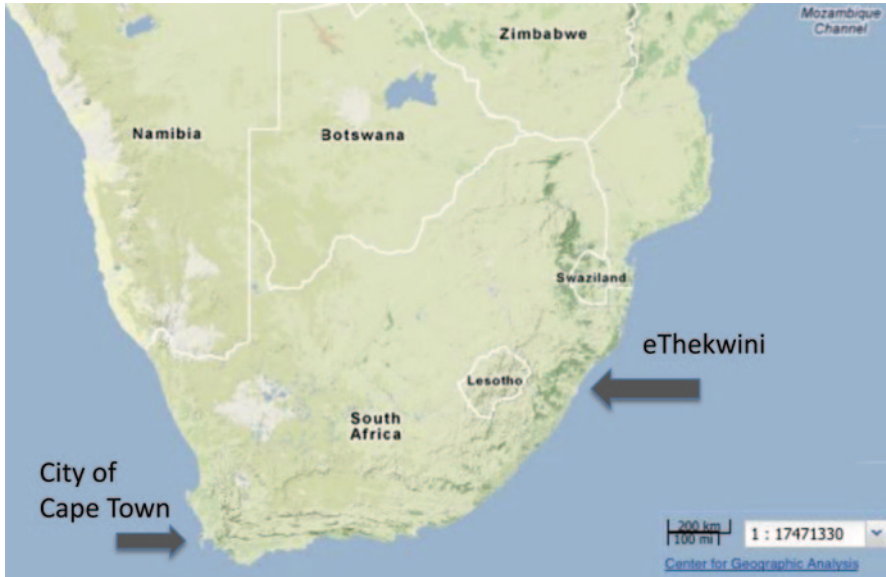 Mozambique
Channel
Zimbabwe
Namibia
Botswana
Swaziland
eThekwini
Lesotho
South
Africa
City of
Cape Town
200 km
100 mi
1 : 17471330
Center for Geographic Analysis